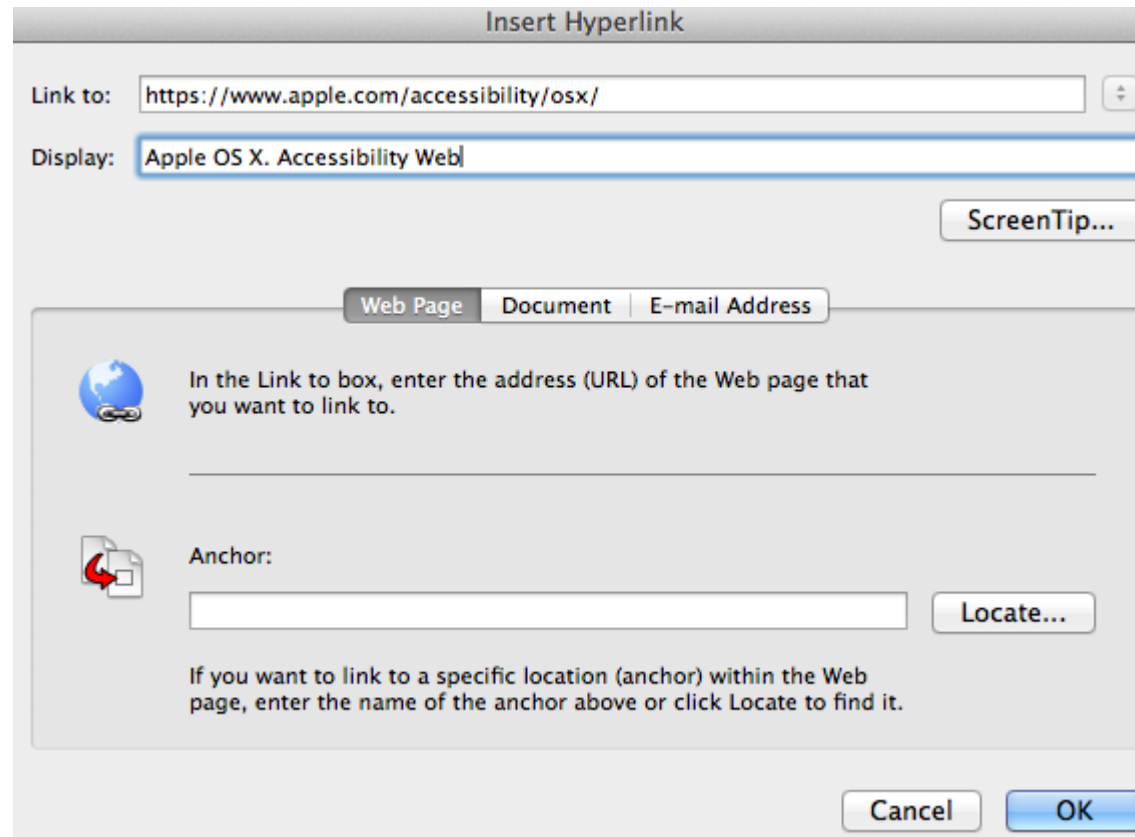 Insert Hyperlink
Link to: https://www.apple.com/accessibility/osx/
Display: Apple OS X. Accessibility Web
ScreenTip...
Web Page Document E-mail Address
In the Link to box, enter the address (URL) of the Web page that
you want to link to.
Anchor:
Locate...
If you want to link to a specific location (anchor) within the Web
page, enter the name of the anchor above or click Locate to find it.
Cancel OK